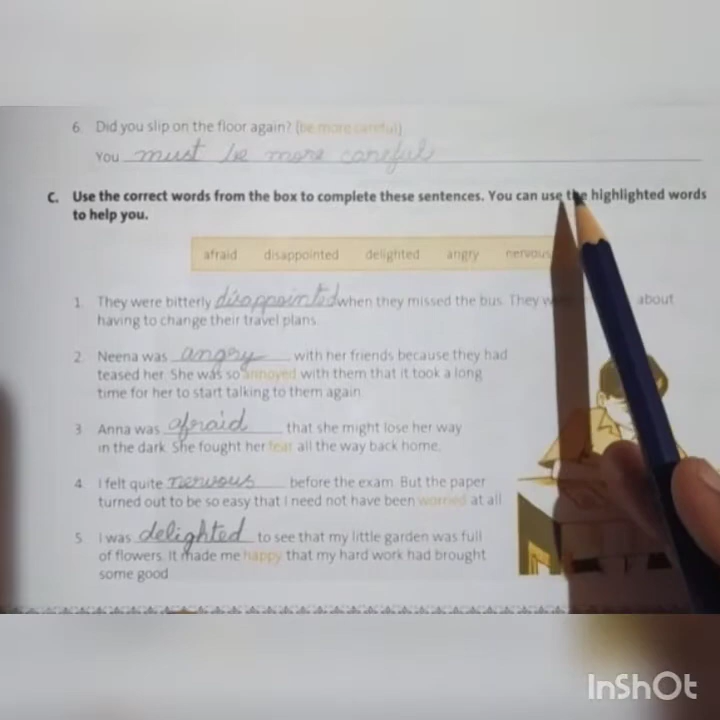 6. Did you slip on the floor again? (be more careful)
You must be more careful
C. Use the correct words from the box to complete these sentences. You can use the highlighted words
to help you.
afraid disappointed delighted angry nervous
1. They were bitterly disappointed when they missed the bus. They about
having to change their travel plans.
2. Neena was angry with her friends because they had
teased her. She was so annoyed with them that it took a long
time for her to start talking to them again.
3. Anna was afraid that she might lose her way
in the dark. She fought her fear all the way back home.
4. I felt quite nervous before the exam. But the paper
turned out to be so easy that I need not have been worried at all.
5. I was delighted to see that my little garden was full
of flowers. It made me happy that my hard work had brought
some good.
InShOt